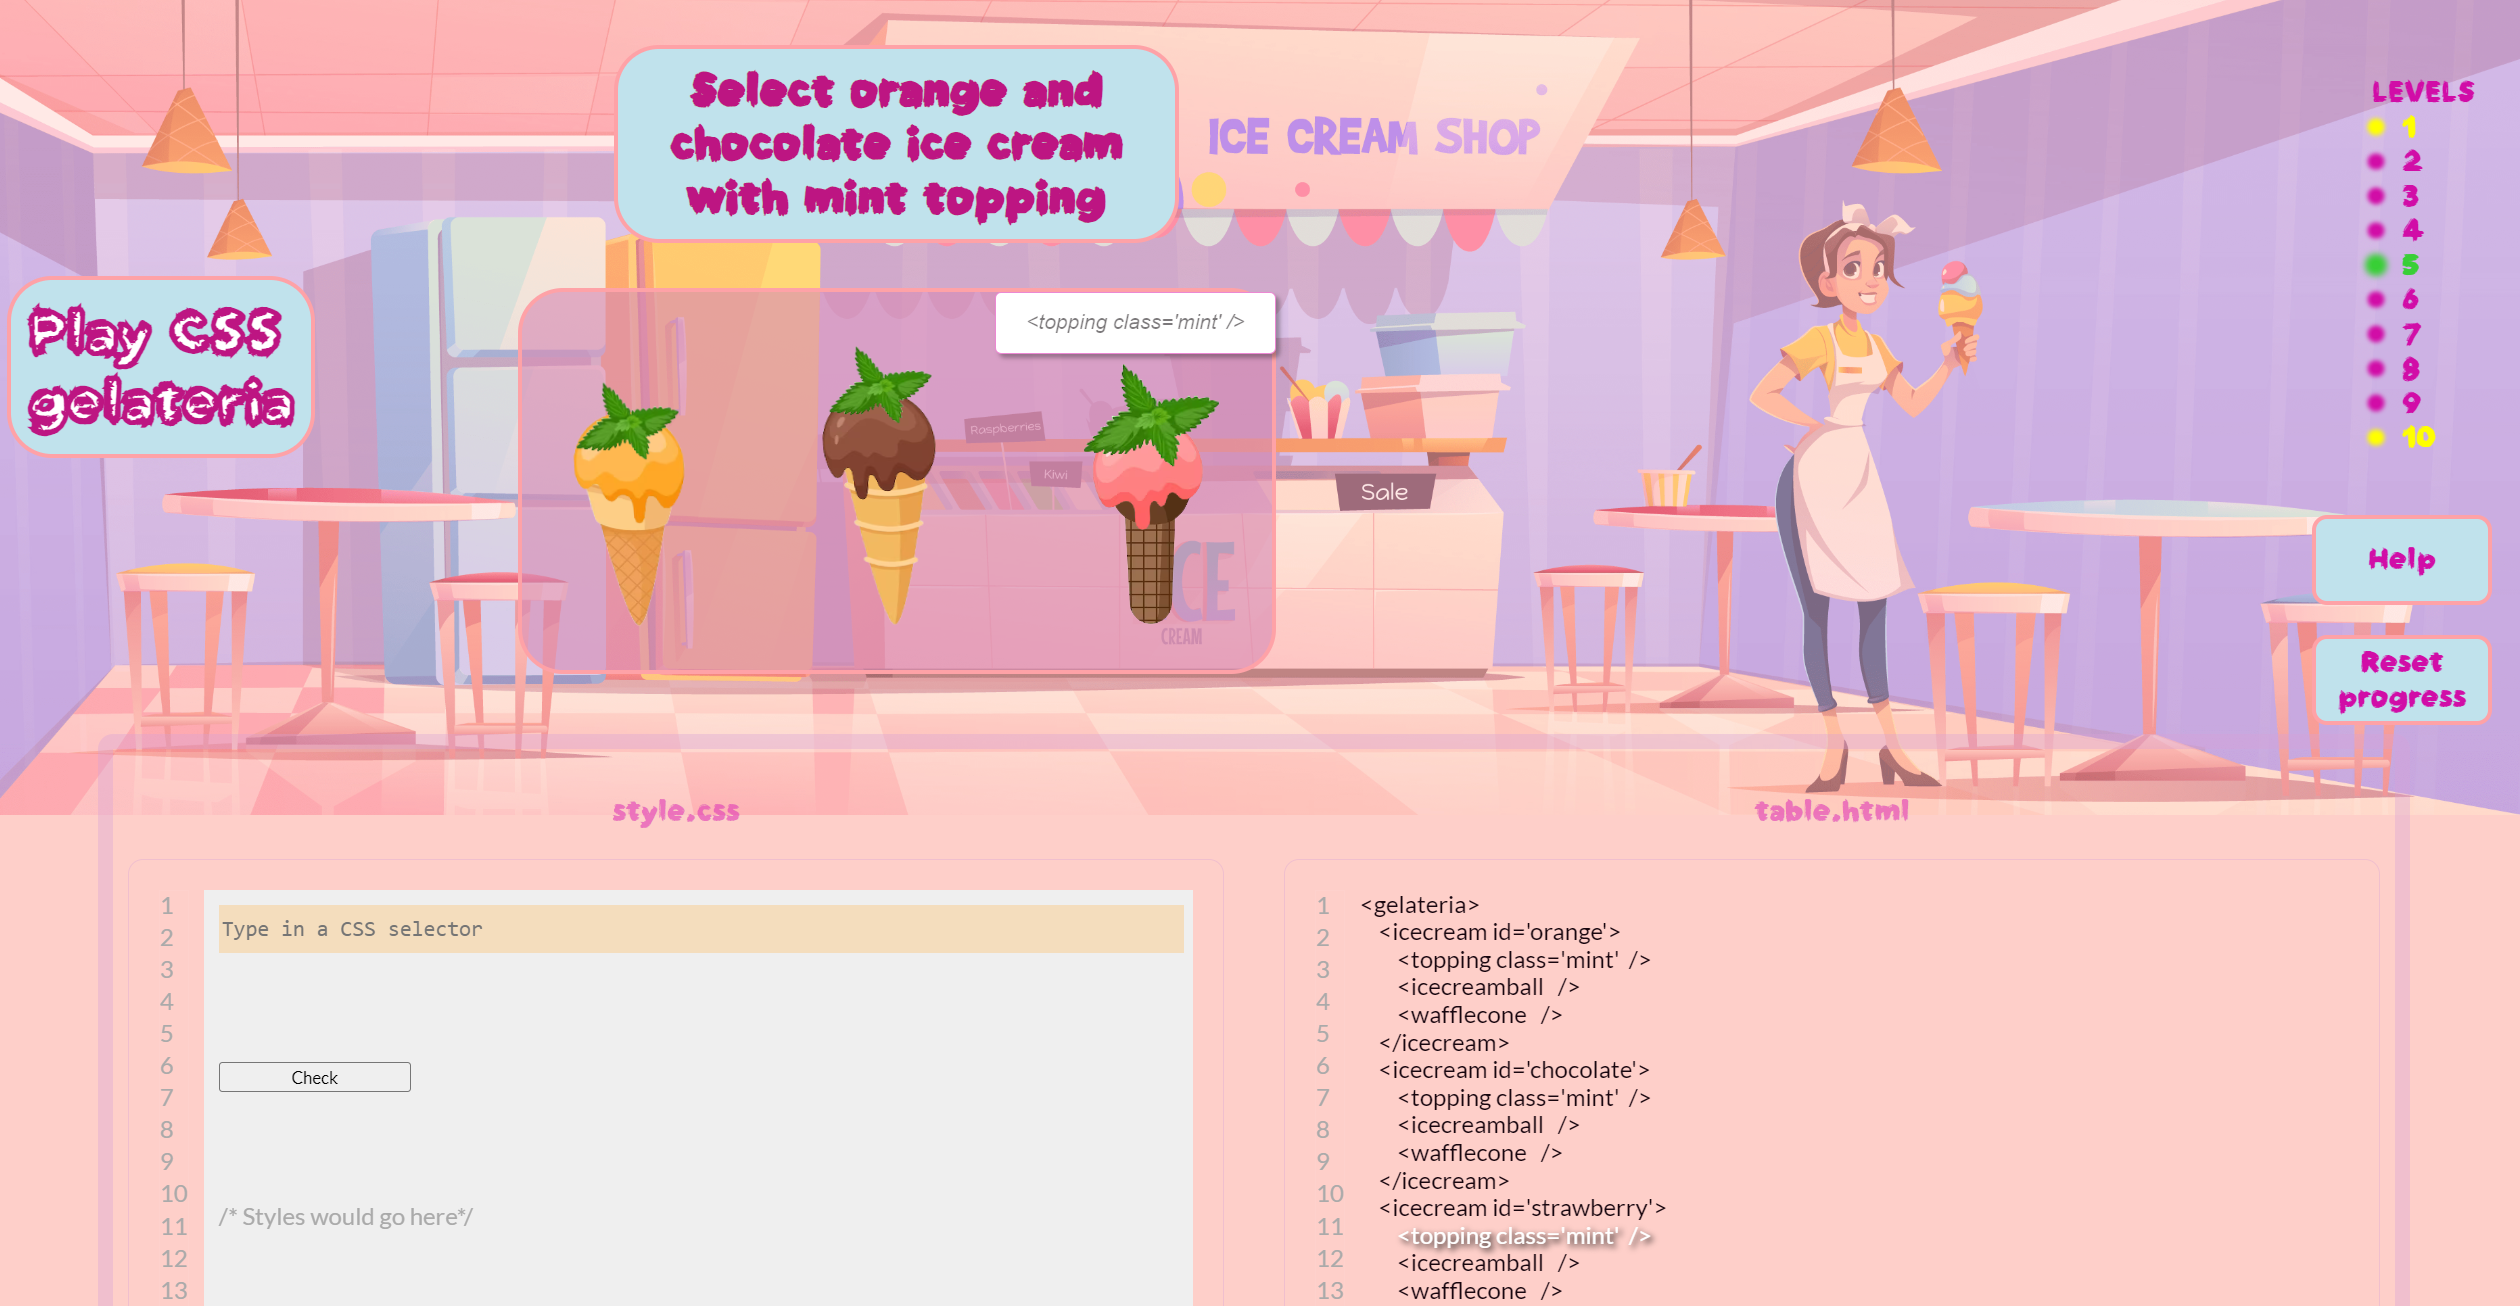 Select orange and
chocolate ice cream
with mint topping
ICE CREAM SHOP
LEVELS
1
2
3
4
5
6
7
8
9
10
Play CSS
gelateria
<topping class='mint' />
Raspberries
Kiwi
Sale
ICE
CREAM
Help
Reset
progress
style.css
1
2
3
4
5
6
7
8
9
10
11
12
13
Type in a CSS selector
Check
/* Styles would go here*/
table.html
1
2
3
4
5
6
7
8
9
10
11
12
13
<gelateria>
<icecream id='orange'>
<topping class='mint' />
<icecreamball />
<wafflecone />
</icecream>
<icecream id='chocolate'>
<topping class='mint' />
<icecreamball />
<wafflecone />
</icecream>
<icecream id='strawberry'>
<topping class='mint' />
<icecreamball />
<wafflecone />